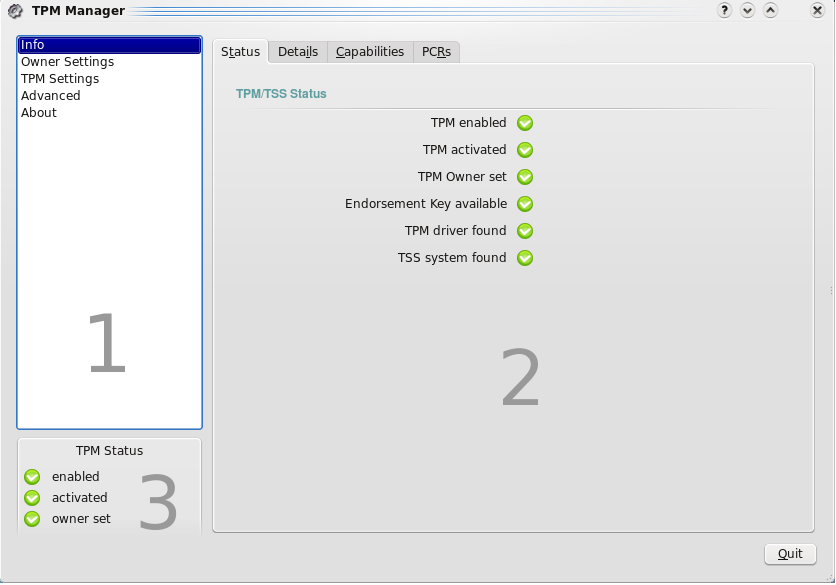 TPM Manager
Info
Owner Settings
TPM Settings
Advanced
About
1
TPM Status
enabled
activated
owner set
3
Status Details Capabilities PCRs
TPM/TSS Status
TPM enabled
TPM activated
TPM Owner set
Endorsement Key available
TPM driver found
TSS system found
2
Quit